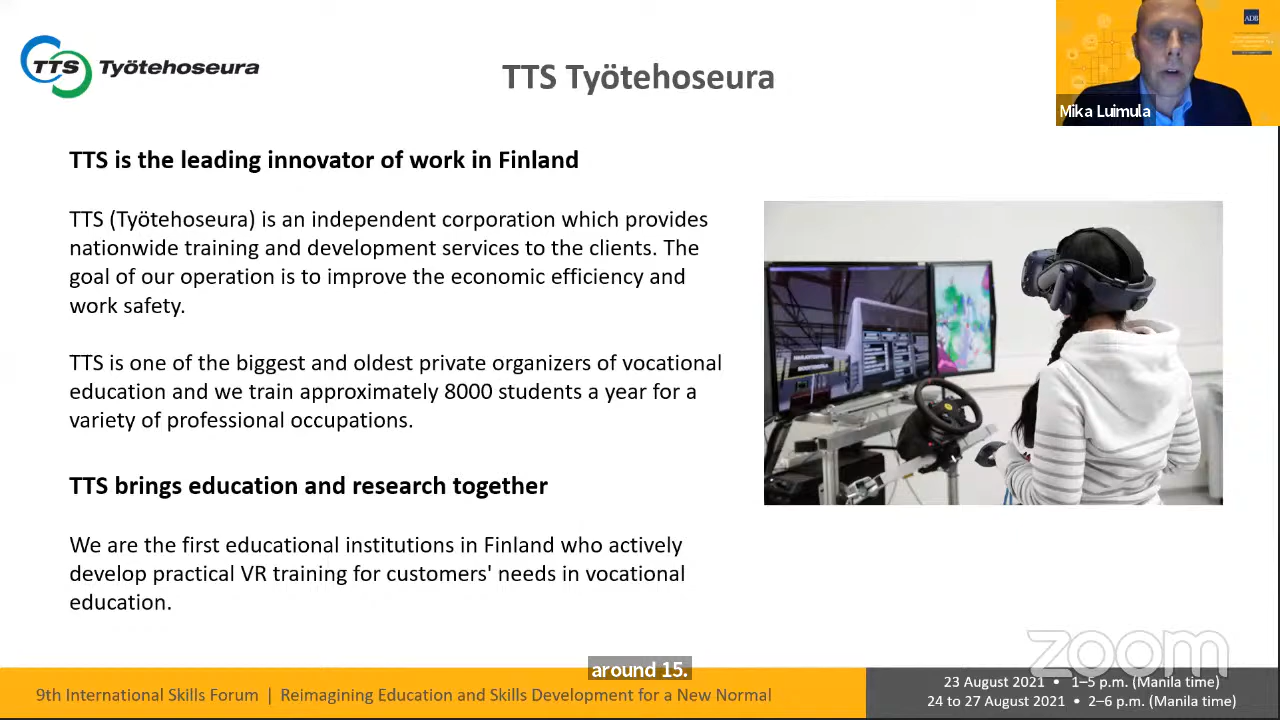 TTS Työtehoseura
TTS Työtehoseura
ADB
Mika Luimula
TTS is the leading innovator of work in Finland
TTS (Työtehoseura) is an independent corporation which provides
nationwide training and development services to the clients. The
goal of our operation is to improve the economic efficiency and
work safety.
TTS is one of the biggest and oldest private organizers of vocational
education and we train approximately 8000 students a year for a
variety of professional occupations.
TTS brings education and research together
We are the first educational institutions in Finland who actively
develop practical VR training for customers' needs in vocational
education.
zoom
around 15.
9th International Skills Forum | Reimagining Education and Skills Development for a New Normal
23 August 2021 • 1–5 p.m. (Manila time)
24 to 27 August 2021 • 2–6 p.m. (Manila time)